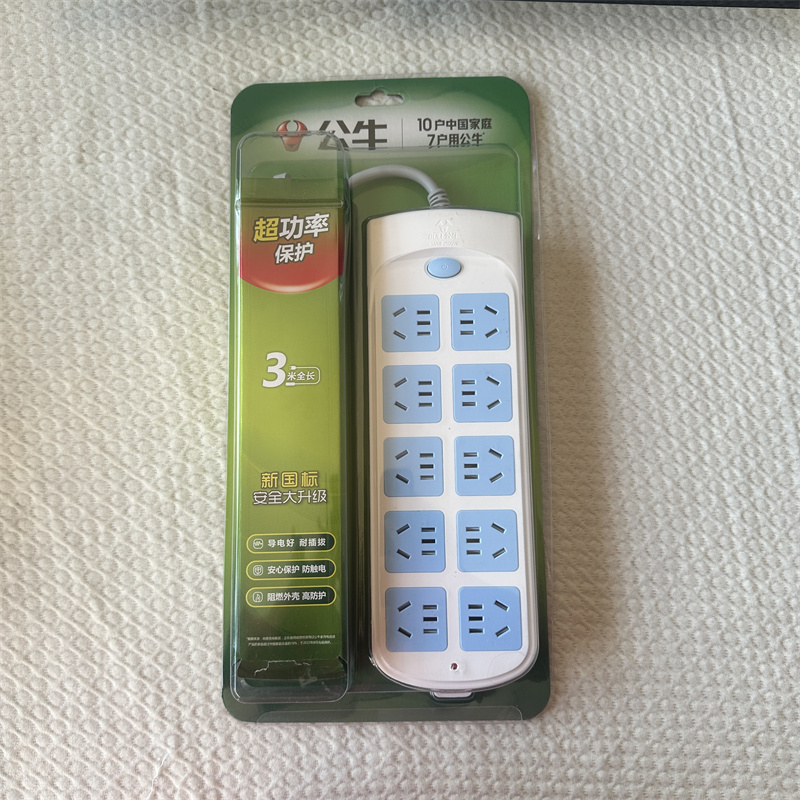 公牛
10户中国家庭
7户用公牛
超功率
保护
3米全长
新国标
安全大升级
导电好 耐插拔
安心保护 防触电
阻燃外壳 高防护